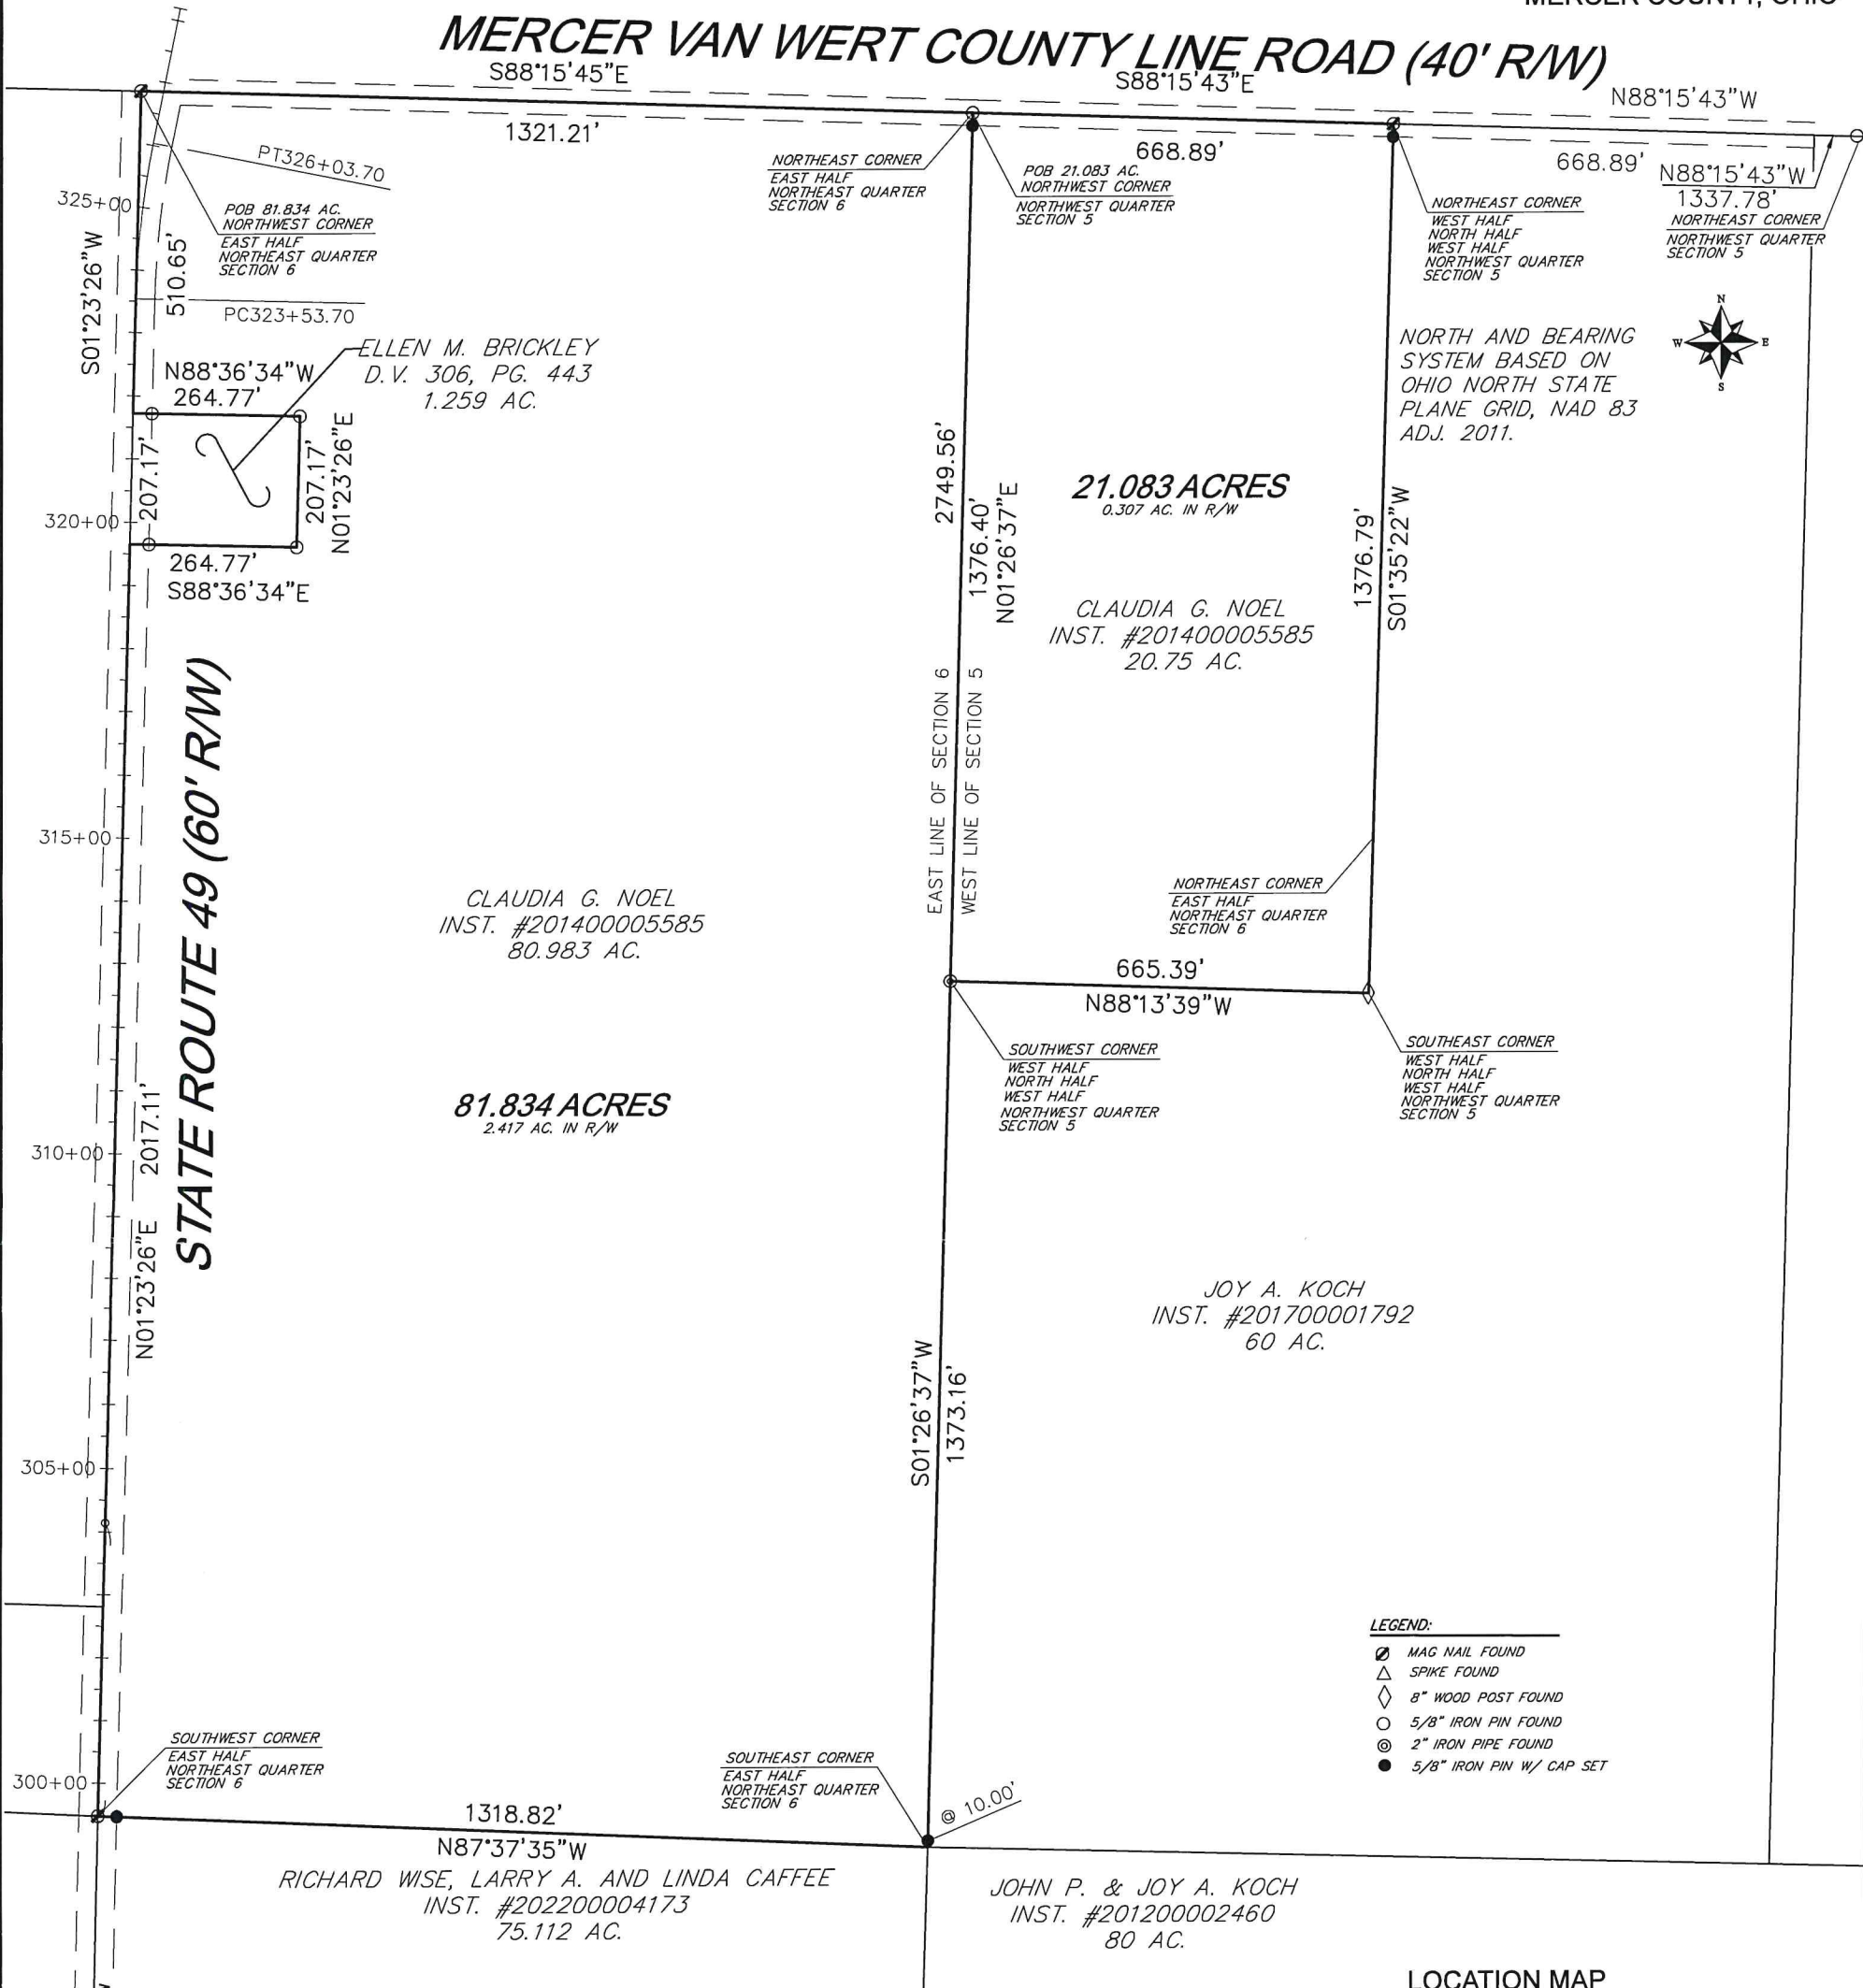 MERCER VAN WERT COUNTY LINE ROAD (40' R/W)
S88°15'45"E
S88°15'43"E
N88°15'43"W
1321.21'
668.89'
668.89'
N88°15'43"W
1337.78'
NORTHEAST CORNER
NORTHWEST QUARTER
SECTION 5
PT326+03.70
325+00
POB 81.834 AC.
NORTHWEST CORNER
EAST HALF
NORTHEAST QUARTER
SECTION 6
NORTHEAST CORNER
EAST HALF
NORTHEAST QUARTER
SECTION 6
POB 21.083 AC.
NORTHWEST CORNER
NORTHWEST QUARTER
SECTION 5
NORTHEAST CORNER
WEST HALF
NORTH HALF
WEST HALF
NORTHWEST QUARTER
SECTION 5
S01°23'26"W
510.65'
PC323+53.70
ELLEN M. BRICKLEY
D.V. 306, PG. 443
1.259 AC.
N88°36'34"W
264.77'
207.17'
207.17'
N01°23'26"E
320+00
264.77'
S88°36'34"E
NORTH AND BEARING
SYSTEM BASED ON
OHIO NORTH STATE
PLANE GRID, NAD 83
ADJ. 2011.
N
W
E
S
2749.56'
1376.40'
N01°26'37"E
21.083 ACRES
0.307 AC. IN R/W
1376.79'
S01°35'22"W
CLAUDIA G. NOEL
INST. #201400005585
20.75 AC.
EAST LINE OF SECTION 6
WEST LINE OF SECTION 5
STATE ROUTE 49 (60' R/W)
315+00
CLAUDIA G. NOEL
INST. #201400005585
80.983 AC.
NORTHEAST CORNER
EAST HALF
NORTHEAST QUARTER
SECTION 6
665.39'
N88°13'39"W
SOUTHWEST CORNER
WEST HALF
NORTH HALF
WEST HALF
NORTHWEST QUARTER
SECTION 5
SOUTHEAST CORNER
WEST HALF
NORTH HALF
WEST HALF
NORTHWEST QUARTER
SECTION 5
81.834 ACRES
2.417 AC. IN R/W
310+00
N01°23'26"E 2017.11'
JOY A. KOCH
INST. #201700001792
60 AC.
S01°26'37"W
1373.16'
305+00
LEGEND:
MAG NAIL FOUND
SPIKE FOUND
8" WOOD POST FOUND
5/8" IRON PIN FOUND
2" IRON PIPE FOUND
5/8" IRON PIN W/ CAP SET
300+00
SOUTHWEST CORNER
EAST HALF
NORTHEAST QUARTER
SECTION 6
SOUTHEAST CORNER
EAST HALF
NORTHEAST QUARTER
SECTION 6
@ 10.00'
1318.82'
N87°37'35"W
RICHARD WISE, LARRY A. AND LINDA CAFFEE
INST. #202200004173
75.112 AC.
JOHN P. & JOY A. KOCH
INST. #201200002460
80 AC.
LOCATION MAP